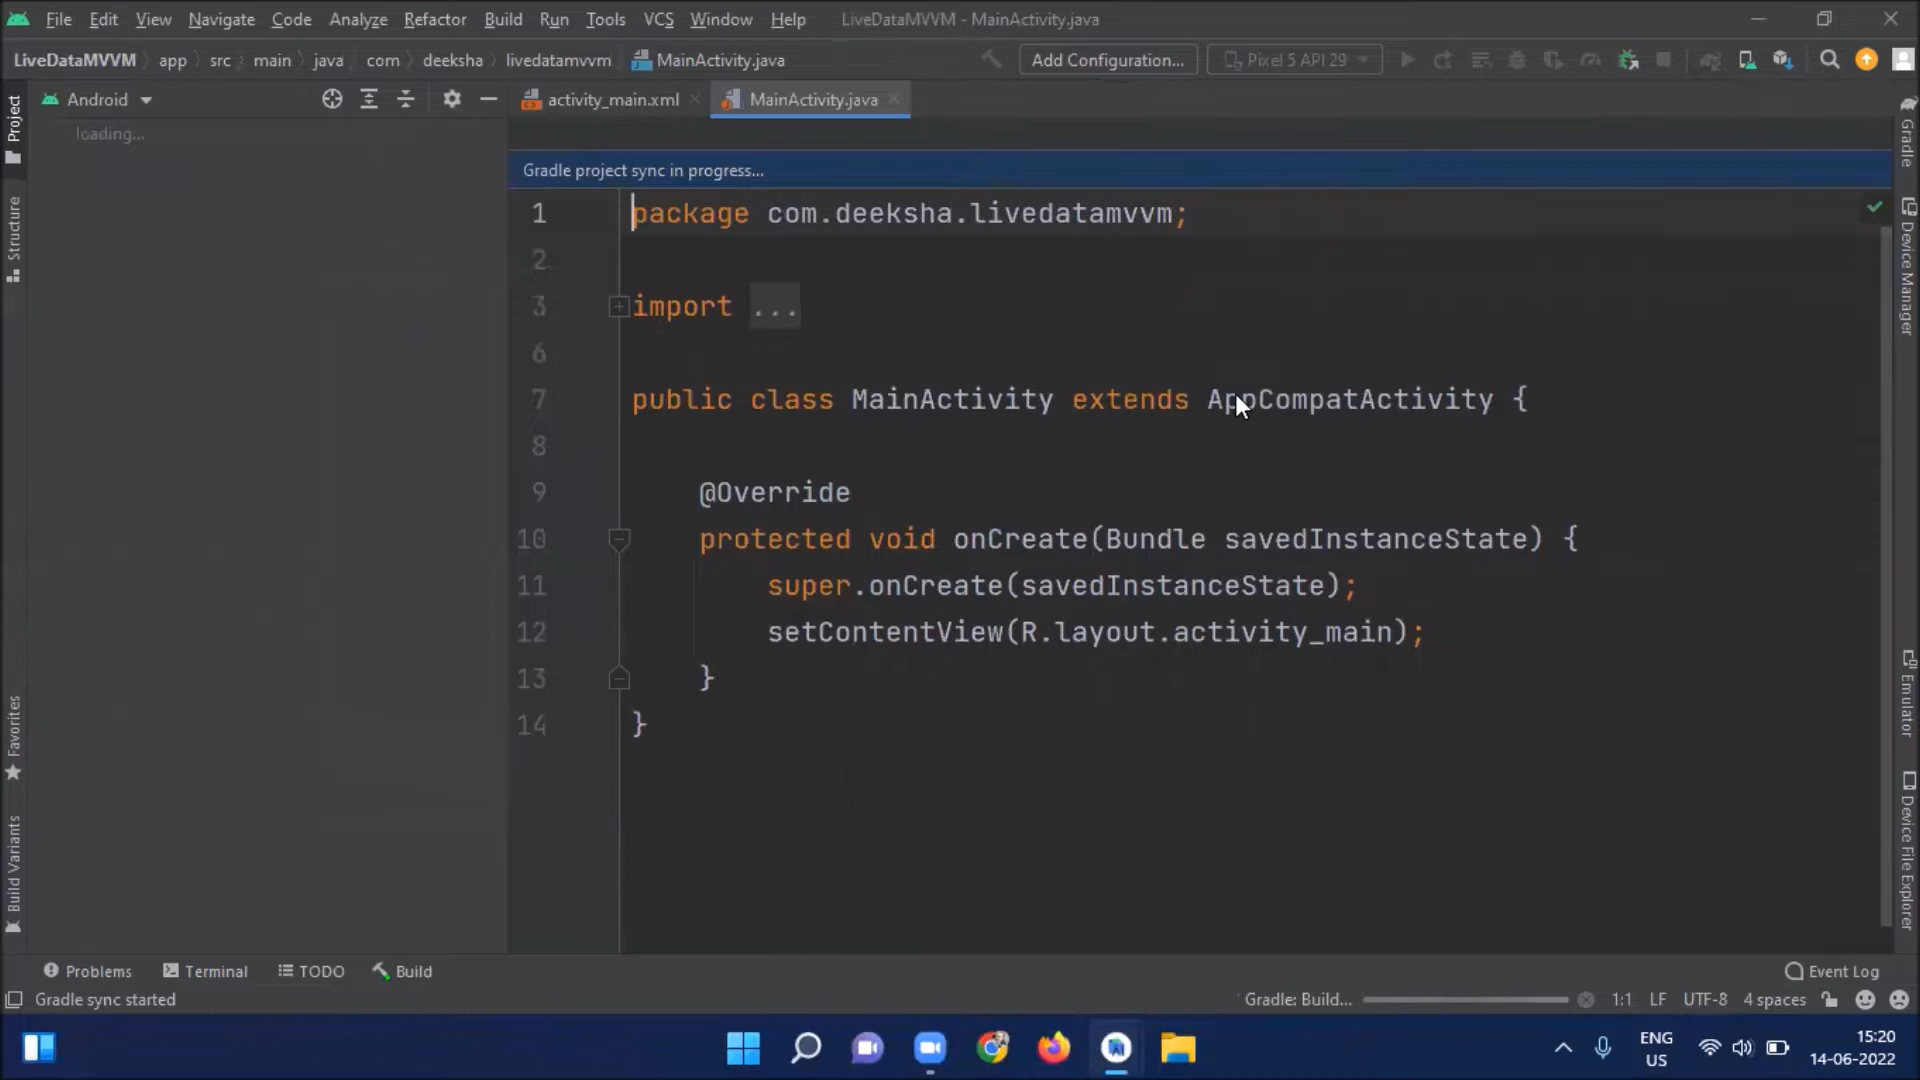 File Edit View Navigate Code Analyze Refactor Build Run Tools VCS Window Help LiveDataMVVM - MainActivity.java
LiveDataMVVM app src main java com deeksha livedatamvvm MainActivity.java Add Configuration... Pixel 5 API 29
Android
activity_main.xml MainActivity.java
loading...
Gradle project sync in progress...
1 package com.deeksha.livedatamvvm;
2
3 import ...
6
7 public class MainActivity extends AppCompatActivity {
8
9 @Override
10 protected void onCreate(Bundle savedInstanceState) {
11 super.onCreate(savedInstanceState);
12 setContentView(R.layout.activity_main);
13 }
14 }
Project
Structure
Favorites
Build Variants
Gradle
Device Manager
Emulator
Device File Explorer
Problems Terminal TODO Build Event Log
Gradle sync started Gradle: Build... 1:1 LF UTF-8 4 spaces
ENG
US
15:20
14-06-2022